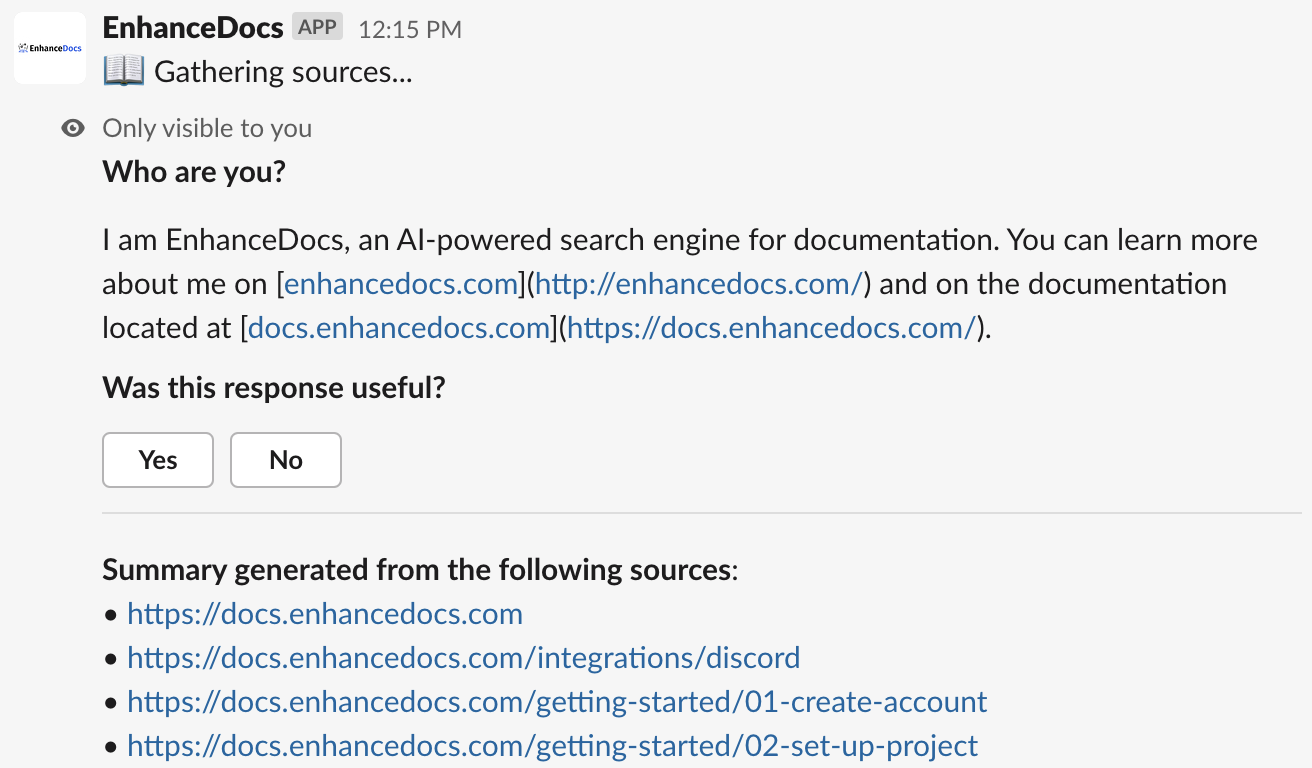 EnhanceDocs
EnhanceDocs APP 12:15 PM
Gathering sources...
Only visible to you
Who are you?
I am EnhanceDocs, an AI-powered search engine for documentation. You can learn more
about me on [enhancedocs.com](http://enhancedocs.com/) and on the documentation
located at [docs.enhancedocs.com](https://docs.enhancedocs.com/).
Was this response useful?
Yes No
Summary generated from the following sources:
• https://docs.enhancedocs.com
• https://docs.enhancedocs.com/integrations/discord
• https://docs.enhancedocs.com/getting-started/01-create-account
• https://docs.enhancedocs.com/getting-started/02-set-up-project